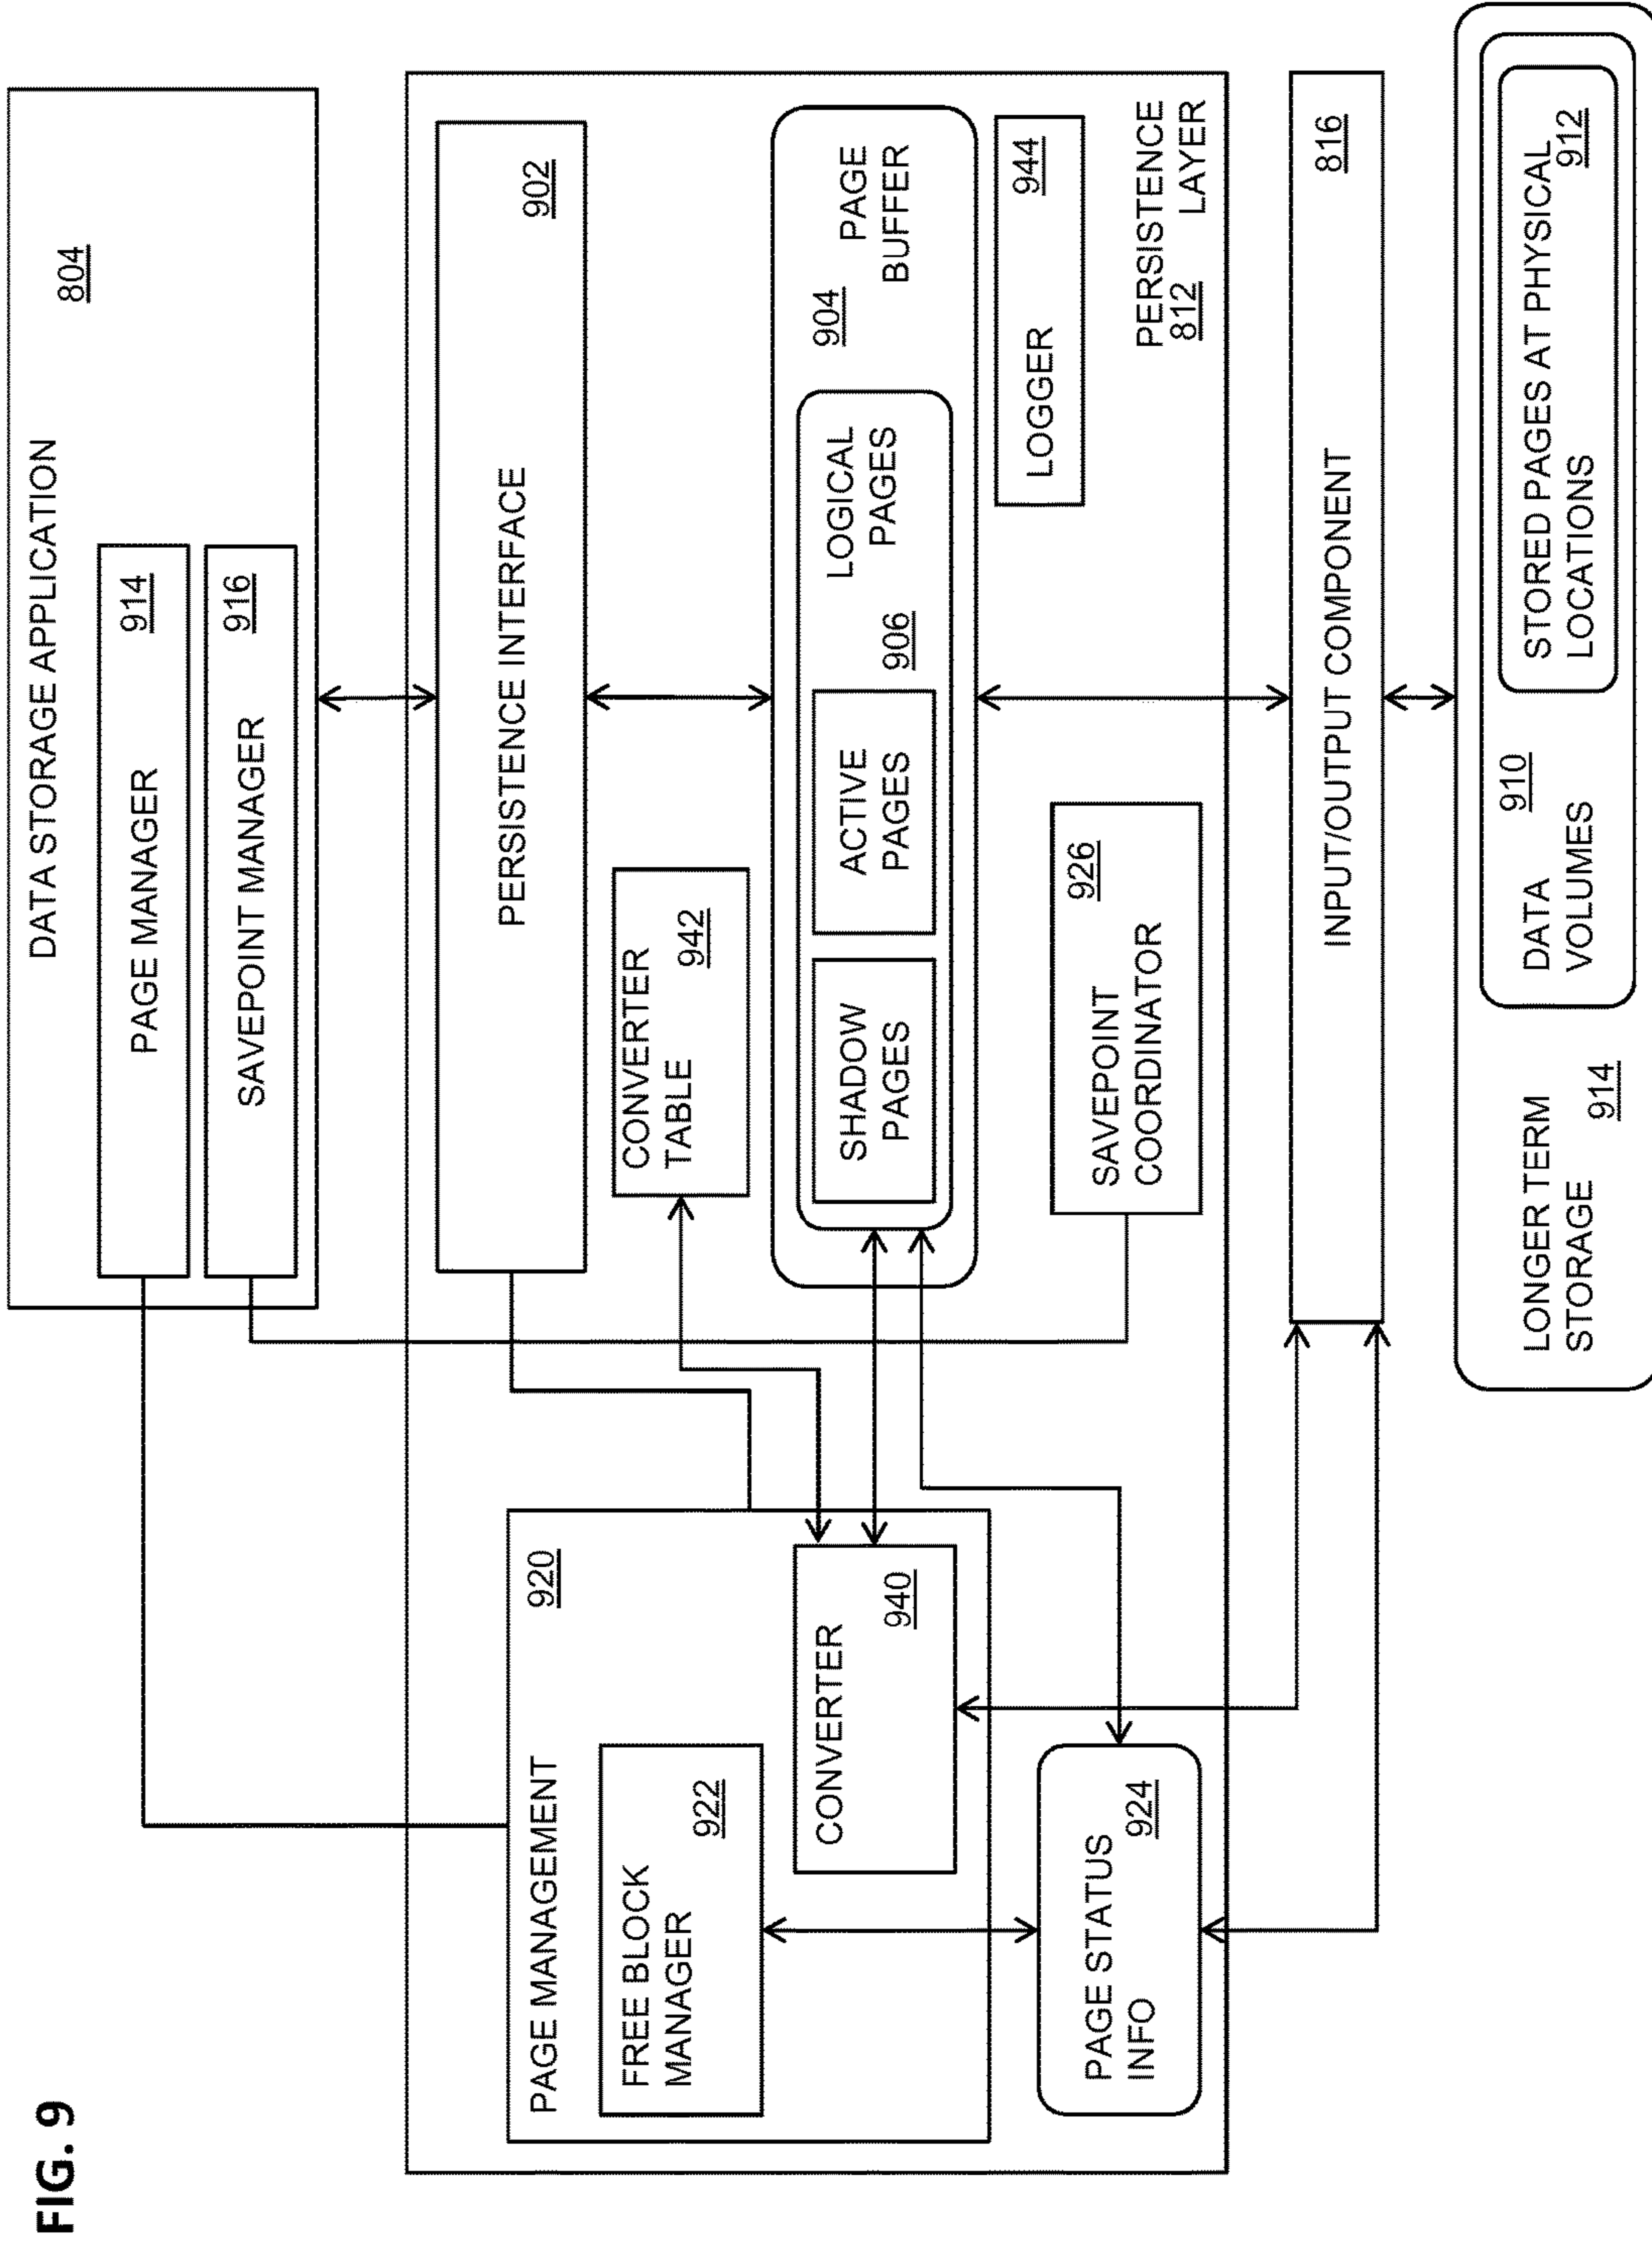 FIG. 9
DATA STORAGE APPLICATION
804
PAGE MANAGER
914
SAVEPOINT MANAGER
916
PERSISTENCE INTERFACE
902
PAGE MANAGEMENT
920
FREE BLOCK
MANAGER
922
CONVERTER
940
CONVERTER
TABLE
942
PAGE
BUFFER
904
LOGICAL
PAGES
906
SHADOW
PAGES
ACTIVE
PAGES
PAGE STATUS
INFO
924
SAVEPOINT
COORDINATOR
926
LOGGER
944
PERSISTENCE
LAYER
812
INPUT/OUTPUT COMPONENT
816
LONGER TERM
STORAGE
914
DATA
VOLUMES
910
STORED PAGES AT PHYSICAL
LOCATIONS
912